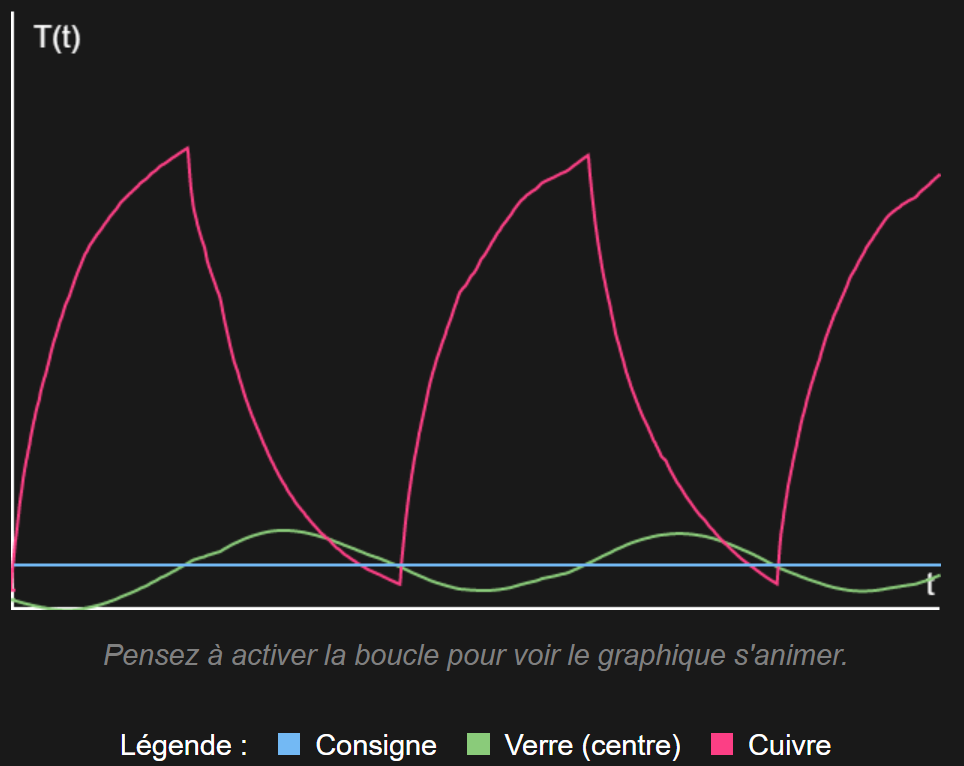 T(t)
t
Pensez à activer la boucle pour voir le graphique s'animer.
Légende : Consigne Verre (centre) Cuivre